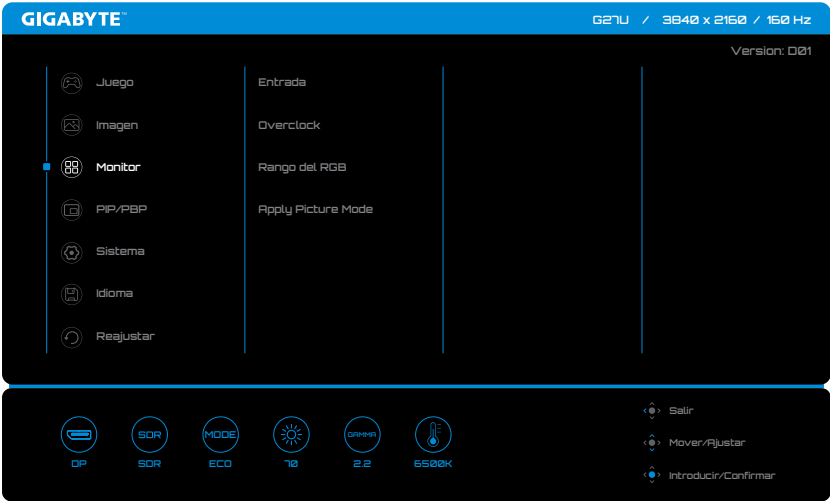 GIGABYTE™
G27U / 3840 x 2160 / 160 Hz
Version: D01
Juego
Imagen
Monitor
PIP/PBP
Sistema
Idioma
Reajustar
Entrada
Overclock
Rango del RGB
Apply Picture Mode
DP
SDR
SDR
MODE
ECO
70
GAMMA
2.2
6500K
Salir
Mover/Ajustar
Introducir/Confirmar